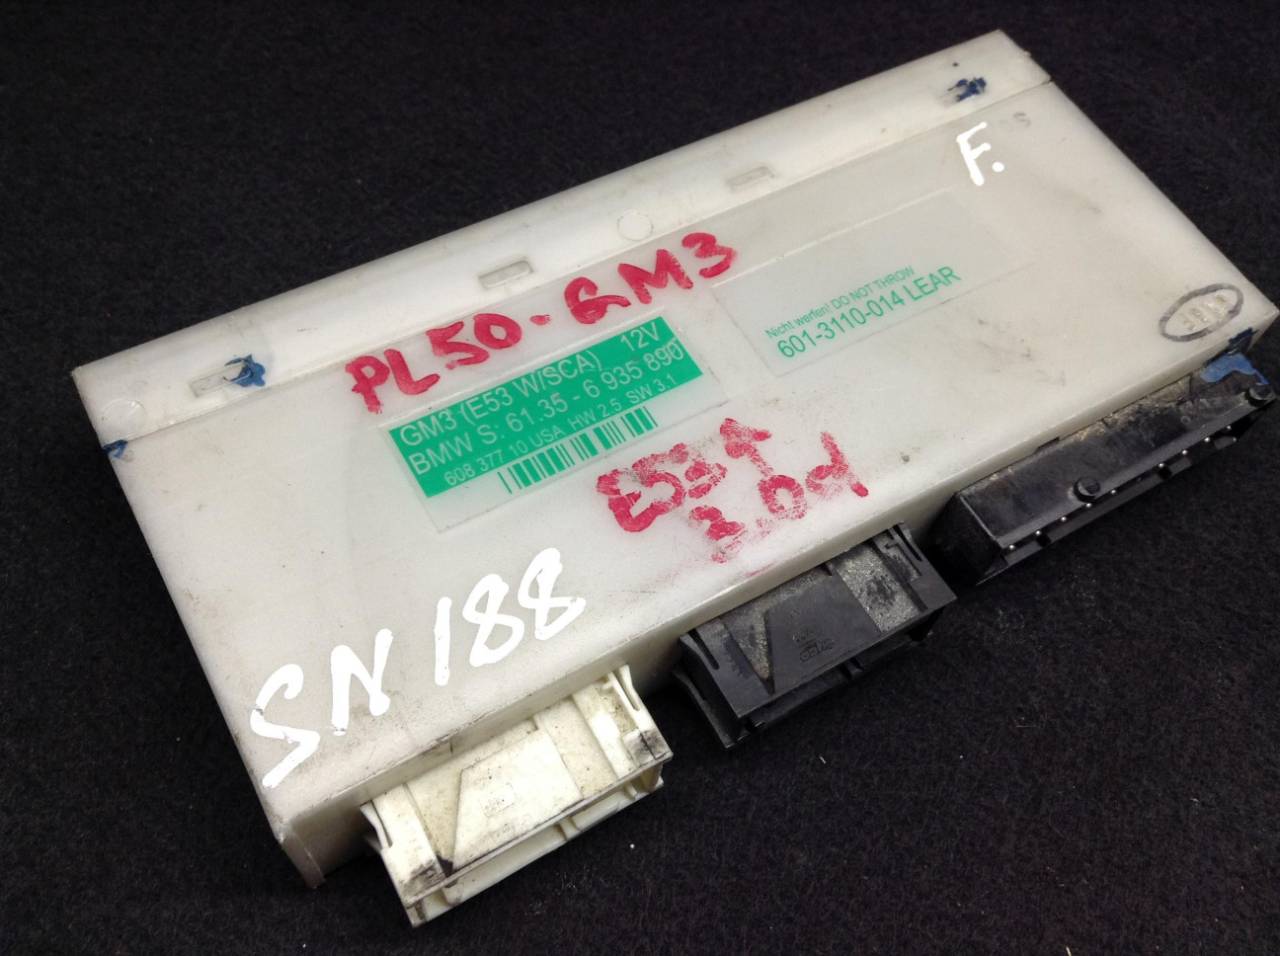 F.
PL50-GM3
GM3 (E53 W/SCA) 12V
BMW S: 61.35 - 6 935 890
608 377 10 USA HW 2.5 SW 3.1
Nicht werfen! DO NOT THROW
601-3110-014 LEAR
E53
3.0d
SN 188